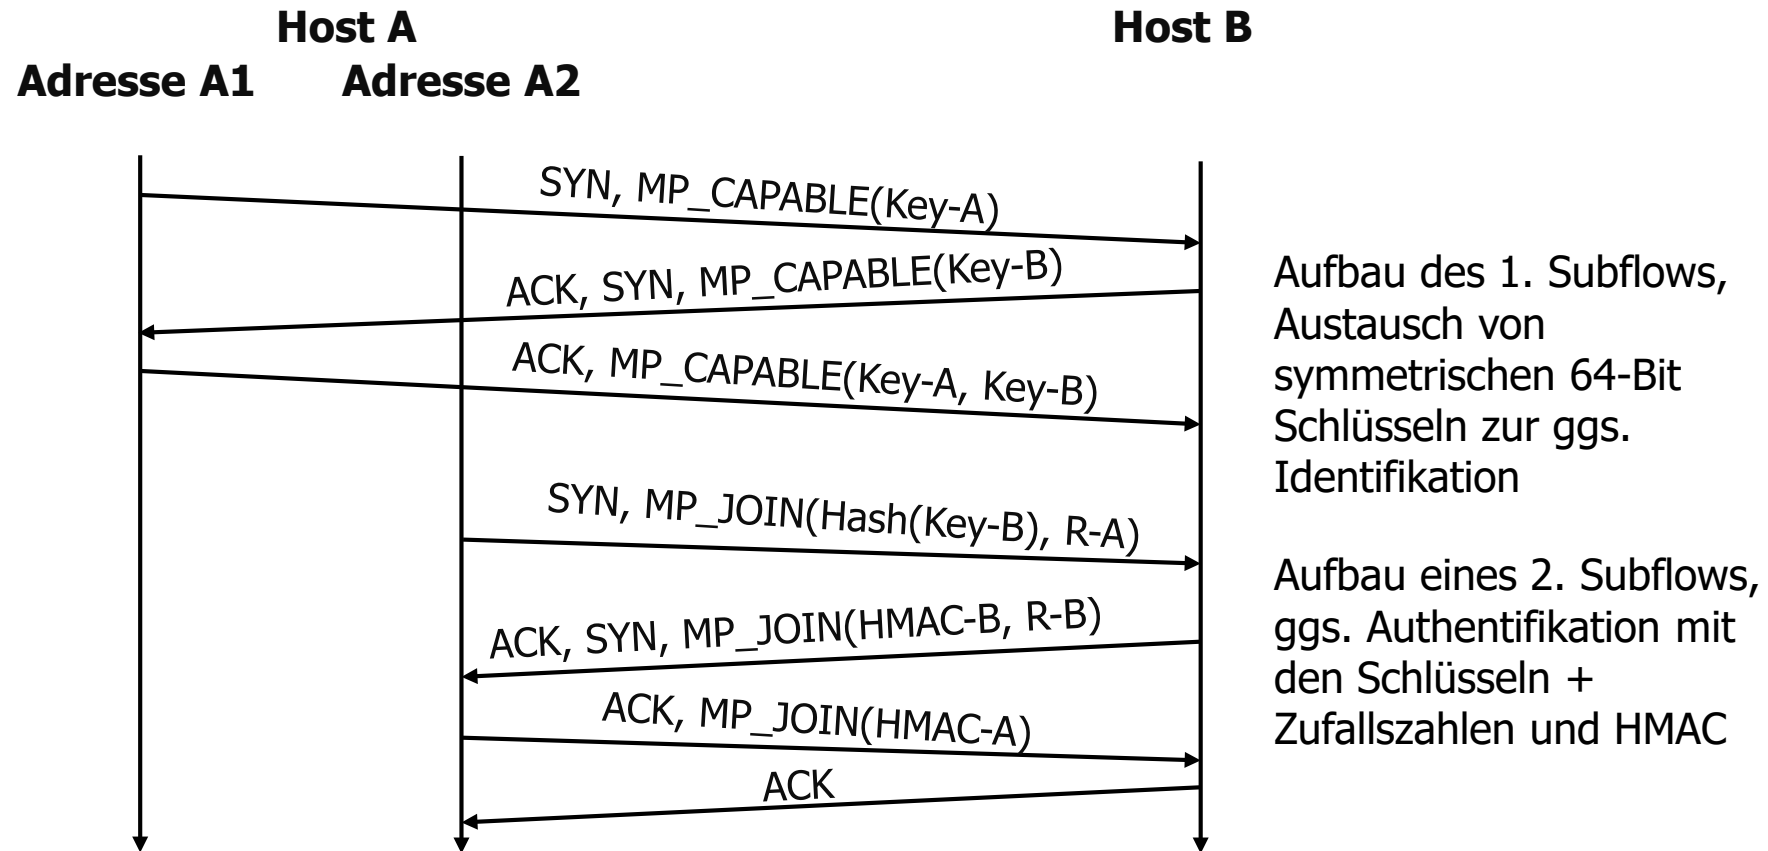 Host A
Host B
Adresse A1
Adresse A2
SYN, MP_CAPABLE(Key-A)
ACK, SYN, MP_CAPABLE(Key-B)
ACK, MP_CAPABLE(Key-A, Key-B)
Aufbau des 1. Subflows,
Austausch von
symmetrischen 64-Bit
Schlüsseln zur ggs.
Identifikation
SYN, MP_JOIN(Hash(Key-B), R-A)
ACK, SYN, MP_JOIN(HMAC-B, R-B)
ACK, MP_JOIN(HMAC-A)
ACK
Aufbau eines 2. Subflows,
ggs. Authentifikation mit
den Schlüsseln +
Zufallszahlen und HMAC